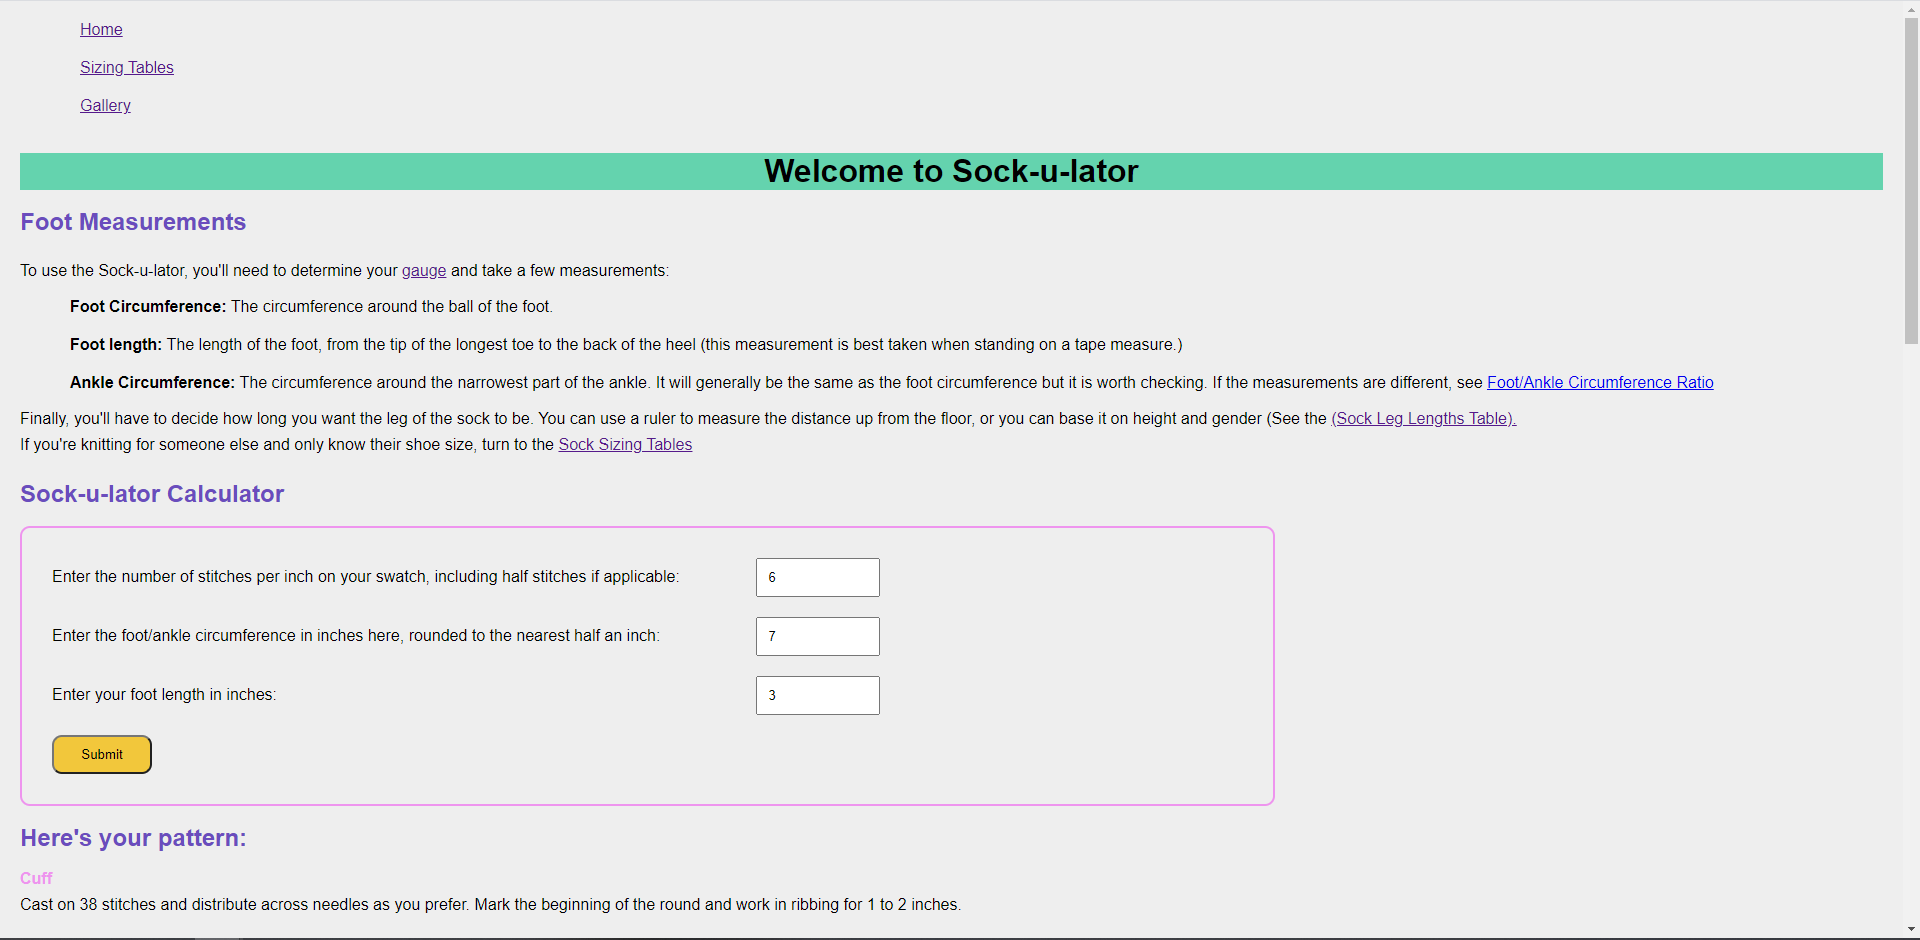 Home
Sizing Tables
Gallery
Welcome to Sock-u-lator
Foot Measurements
To use the Sock-u-lator, you'll need to determine your gauge and take a few measurements:
Foot Circumference: The circumference around the ball of the foot.
Foot length: The length of the foot, from the tip of the longest toe to the back of the heel (this measurement is best taken when standing on a tape measure.)
Ankle Circumference: The circumference around the narrowest part of the ankle. It will generally be the same as the foot circumference but it is worth checking. If the measurements are different, see Foot/Ankle Circumference Ratio
Finally, you'll have to decide how long you want the leg of the sock to be. You can use a ruler to measure the distance up from the floor, or you can base it on height and gender (See the (Sock Leg Lengths Table).
If you're knitting for someone else and only know their shoe size, turn to the Sock Sizing Tables
Sock-u-lator Calculator
Enter the number of stitches per inch on your swatch, including half stitches if applicable: 6
Enter the foot/ankle circumference in inches here, rounded to the nearest half an inch: 7
Enter your foot length in inches: 3
Submit
Here's your pattern:
Cuff
Cast on 38 stitches and distribute across needles as you prefer. Mark the beginning of the round and work in ribbing for 1 to 2 inches.